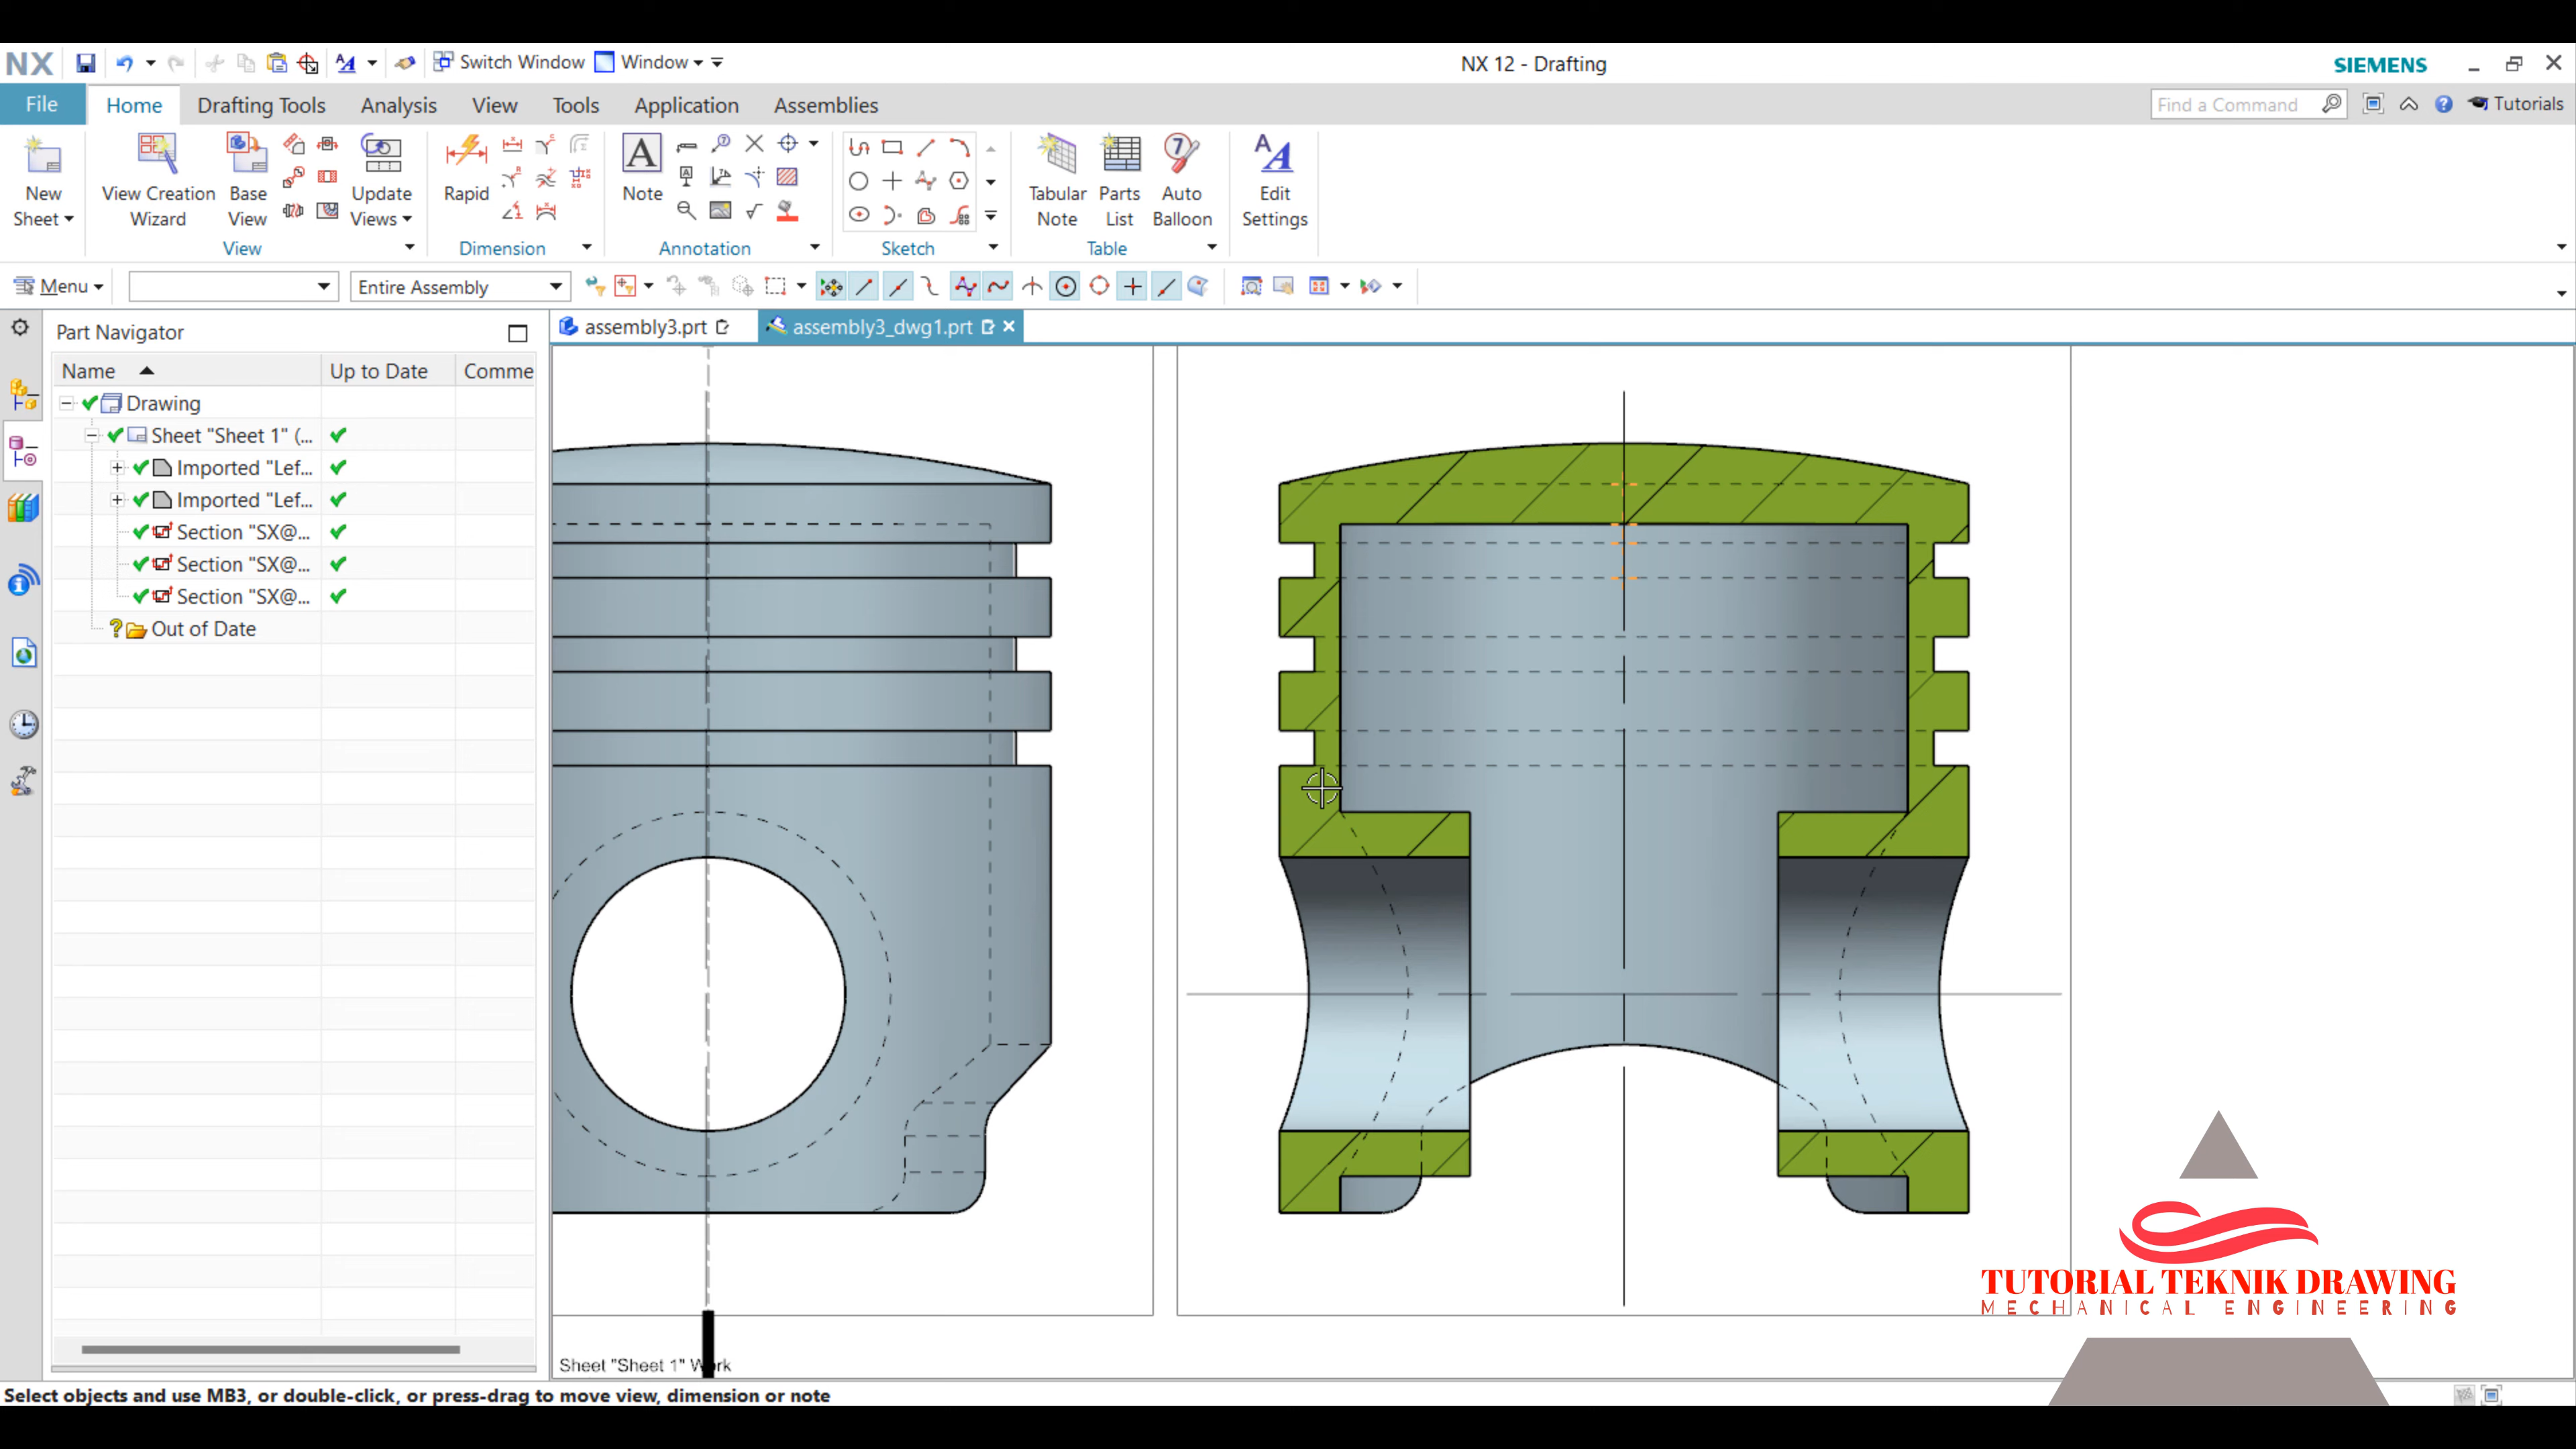 NX
Switch Window
Window
NX 12 - Drafting
SIEMENS
File
Home
Drafting Tools
Analysis
View
Tools
Application
Assemblies
Find a Command
Tutorials
New
Sheet
View Creation
Wizard
Base
View
Update
Views
Rapid
A
Note
Tabular
Note
Parts
List
Auto
Balloon
Edit
Settings
View
Dimension
Annotation
Sketch
Table
Menu
Entire Assembly
Part Navigator
assembly3.prt
assembly3_dwg1.prt
Name
Up to Date
Comme
Drawing
Sheet "Sheet 1" (...
Imported "Lef...
Imported "Lef...
Section "SX@...
Section "SX@...
Section "SX@...
Out of Date
TUTORIAL TEKNIK DRAWING
MECHANICAL ENGINEERING
Sheet "Sheet 1" Work
Select objects and use MB3, or double-click, or press-drag to move view, dimension or note